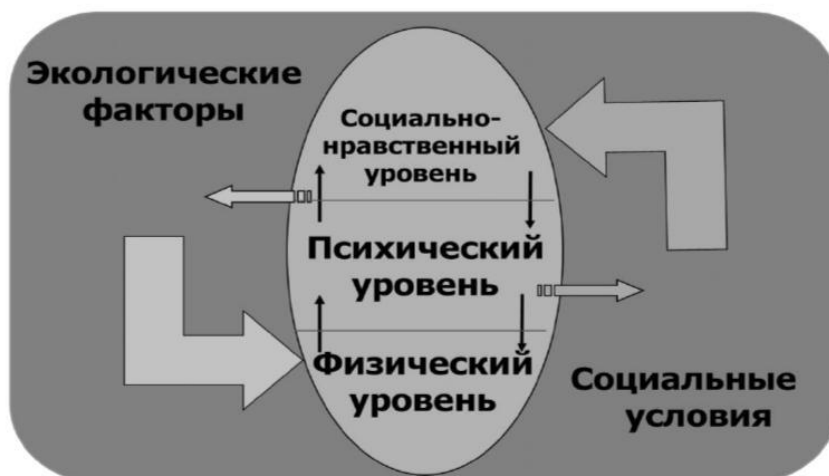 Экологические
факторы
Социально-
нравственный
уровень
Психический
уровень
Физический
уровень
Социальные
условия